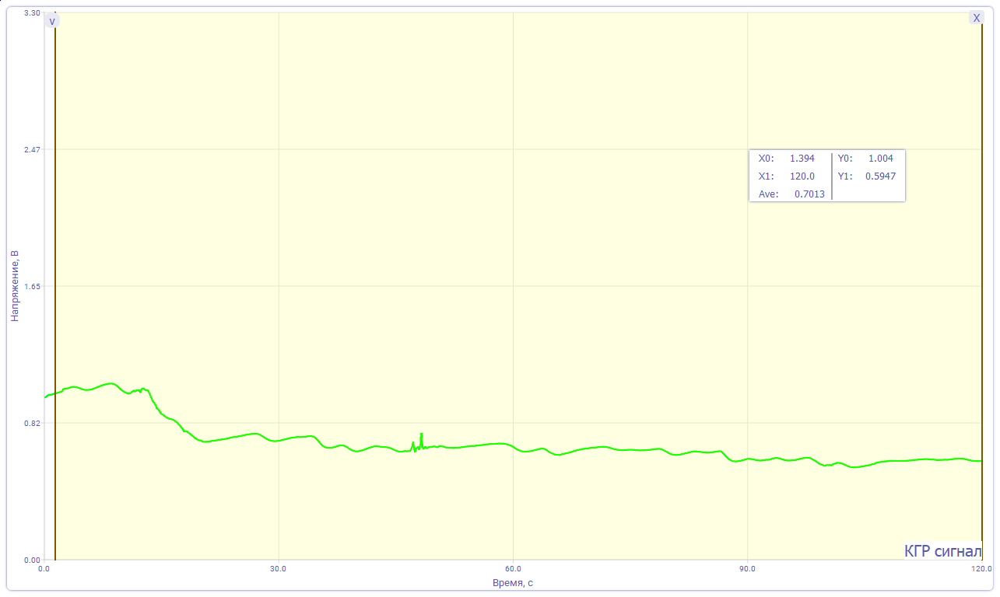 3.30
v
X
2.47
X0: 1.394 Y0: 1.004
X1: 120.0 Y1: 0.5947
Ave: 0.7013
Напряжение, В
1.65
0.82
КГР сигнал
0.00
0.0 30.0 60.0 90.0 120.0
Время, с